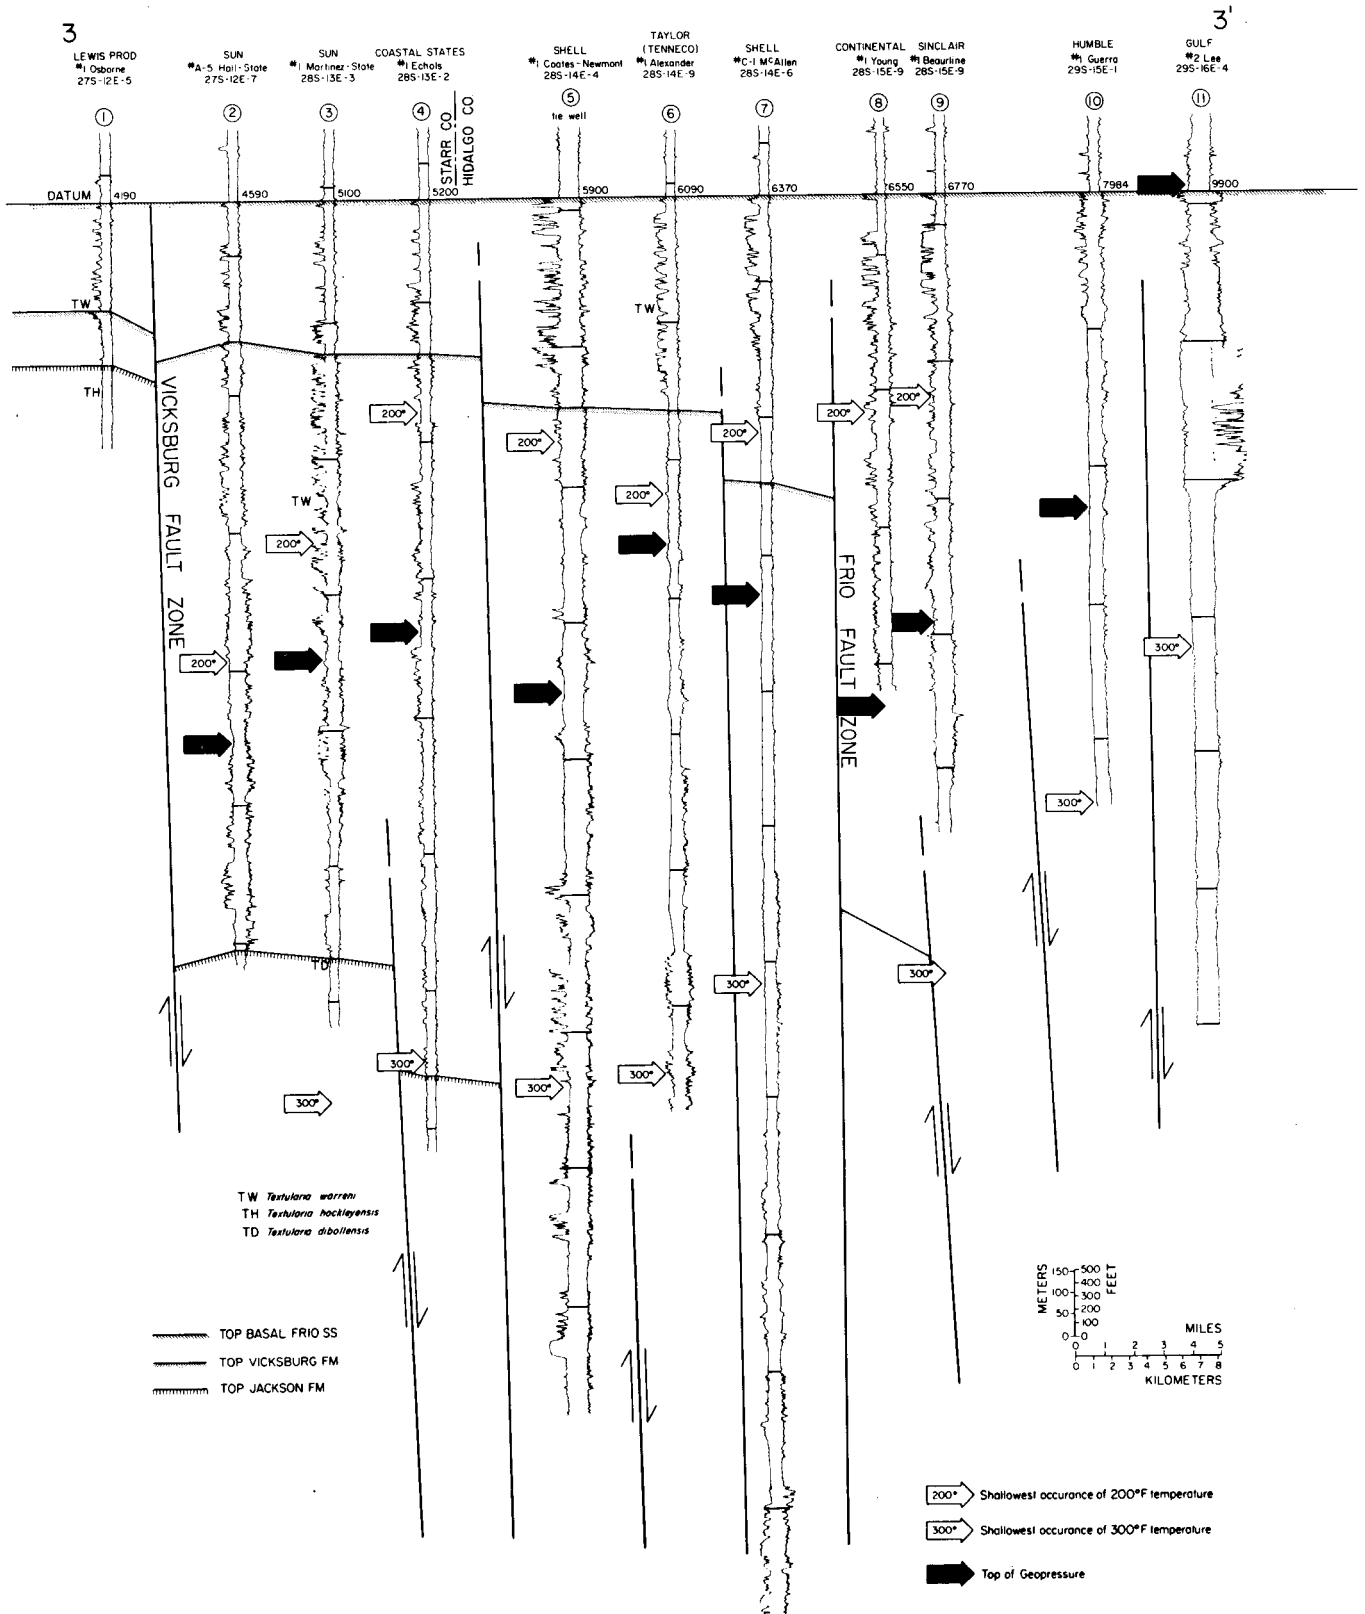 3
3'
LEWIS PROD
#1 Osborne
27S-12E-5
SUN
#A-5 Hall-State
27S-12E-7
SUN
#1 Martinez-State
28S-13E-3
COASTAL STATES
#1 Echols
28S-13E-2
SHELL
#1 Coates-Newmont
28S-14E-4
TAYLOR
(TENNECO)
#1 Alexander
28S-14E-9
SHELL
#C-1 McAllen
28S-14E-6
CONTINENTAL
#1 Young
28S-15E-9
SINCLAIR
#1 Beaurline
28S-15E-9
HUMBLE
#1 Guerra
29S-15E-1
GULF
#2 Lee
29S-16E-4
1
2
3
4
5
tie well
6
7
8
9
10
11
STARR CO
HIDALGO CO
DATUM
4190
4590
5100
5200
5900
6090
6370
6550
6770
7984
9900
TW
TH
TW
TW
TD
VICKSBURG FAULT ZONE
FRIO FAULT ZONE
200°
200°
200°
200°
200°
200°
200°
200°
300°
300°
300°
300°
300°
300°
300°
300°
TW Textularia warreni
TH Textularia hockleyensis
TD Textularia dibollensis
TOP BASAL FRIO SS
TOP VICKSBURG FM
TOP JACKSON FM
METERS
150
100
50
0
500
400
300
200
100
0
FEET
MILES
0 1 2 3 4 5
0 1 2 3 4 5 6 7 8
KILOMETERS
200° Shallowest occurance of 200°F temperature
300° Shallowest occurance of 300°F temperature
Top of Geopressure